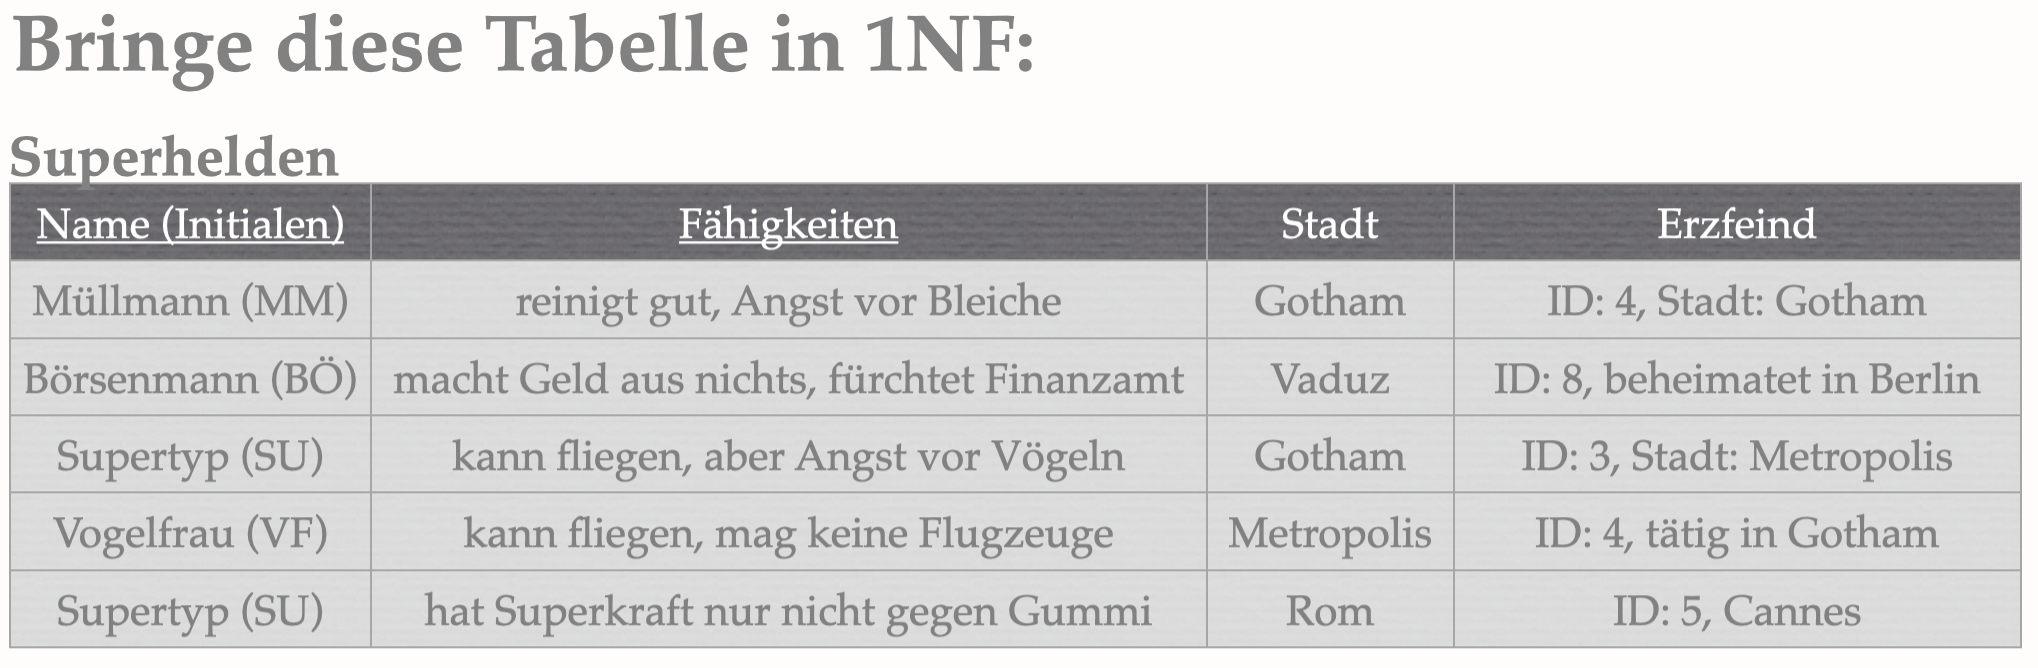 Bringe diese Tabelle in 1NF:
Superhelden
Name (Initialen) Fähigkeiten Stadt Erzfeind
Müllmann (MM) reinigt gut, Angst vor Bleiche Gotham ID: 4, Stadt: Gotham
Börsenmann (BÖ) macht Geld aus nichts, fürchtet Finanzamt Vaduz ID: 8, beheimatet in Berlin
Supertyp (SU) kann fliegen, aber Angst vor Vögeln Gotham ID: 3, Stadt: Metropolis
Vogelfrau (VF) kann fliegen, mag keine Flugzeuge Metropolis ID: 4, tätig in Gotham
Supertyp (SU) hat Superkraft nur nicht gegen Gummi Rom ID: 5, Cannes